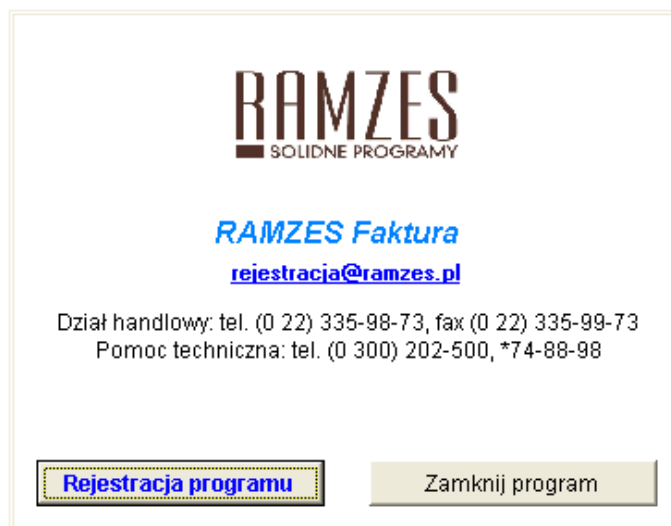 RAMZES
SOLIDNE PROGRAMY
RAMZES Faktura
rejestracja@ramzes.pl
Dział handlowy: tel. (0 22) 335-98-73, fax (0 22) 335-99-73
Pomoc techniczna: tel. (0 300) 202-500, *74-88-98
Rejestracja programu
Zamknij program